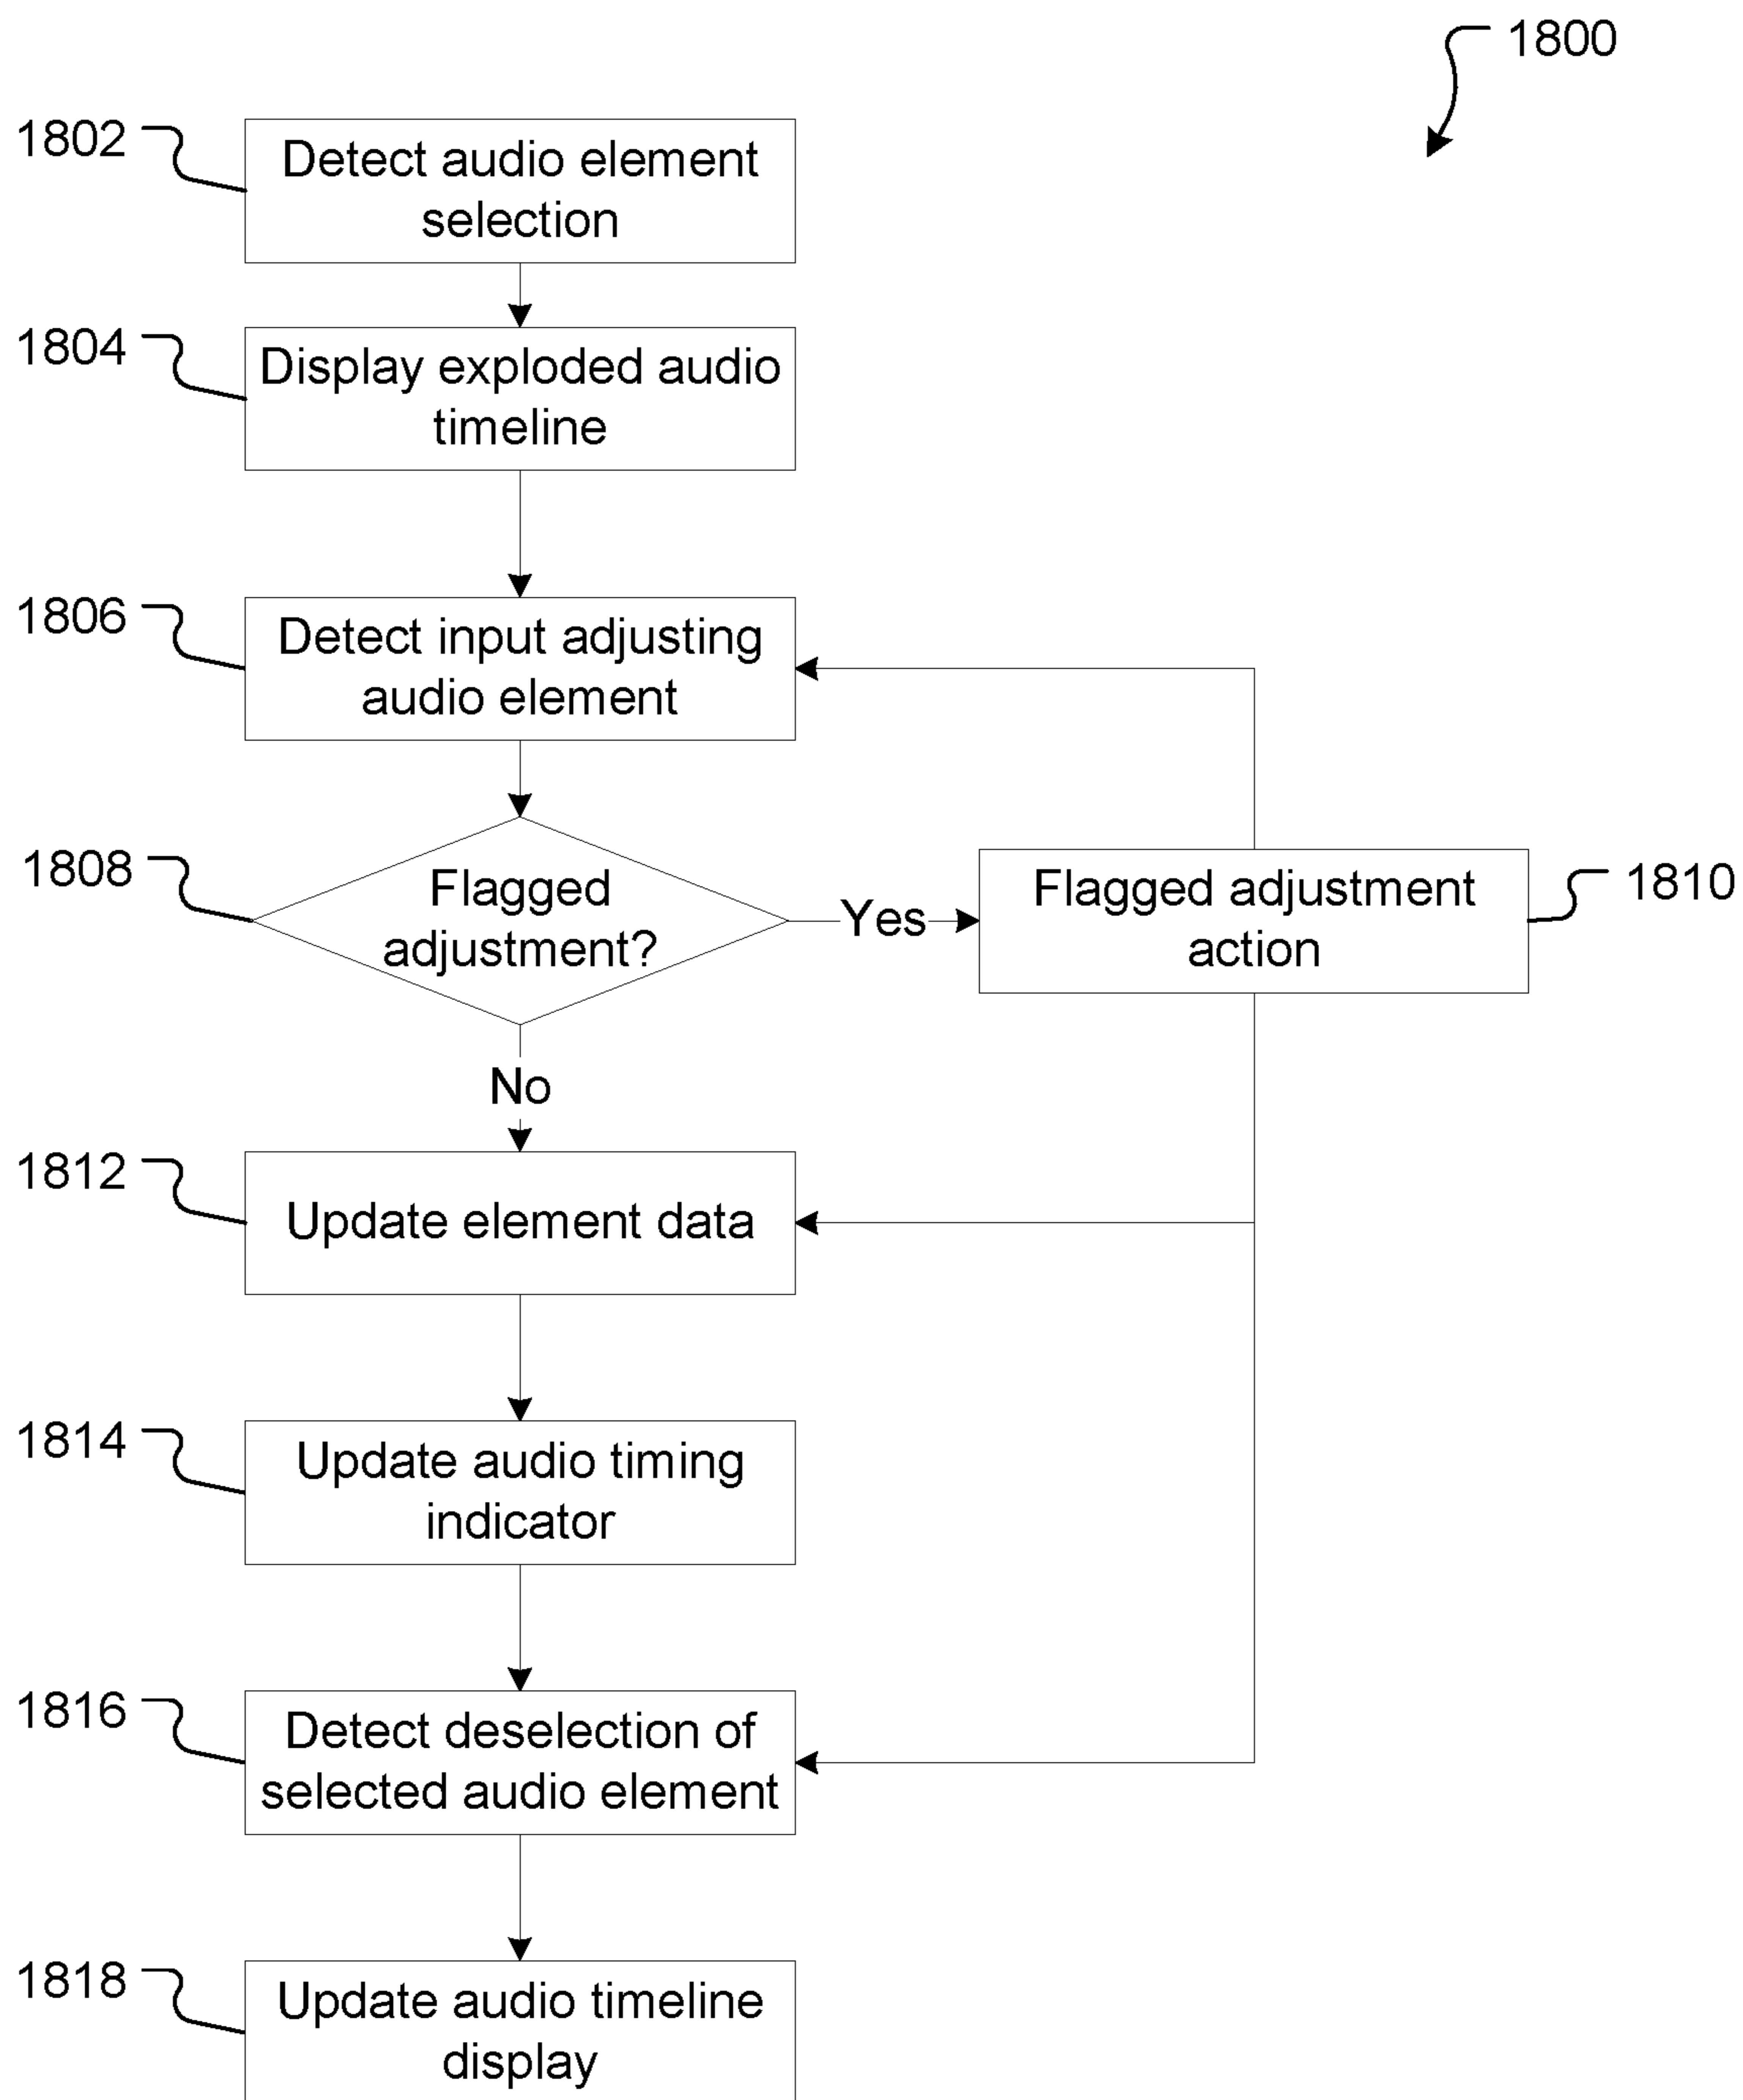 1800
1802
Detect audio element
selection
1804
Display exploded audio
timeline
1806
Detect input adjusting
audio element
1808
Flagged
adjustment?
Yes
Flagged adjustment
action
1810
No
1812
Update element data
1814
Update audio timing
indicator
1816
Detect deselection of
selected audio element
1818
Update audio timeline
display